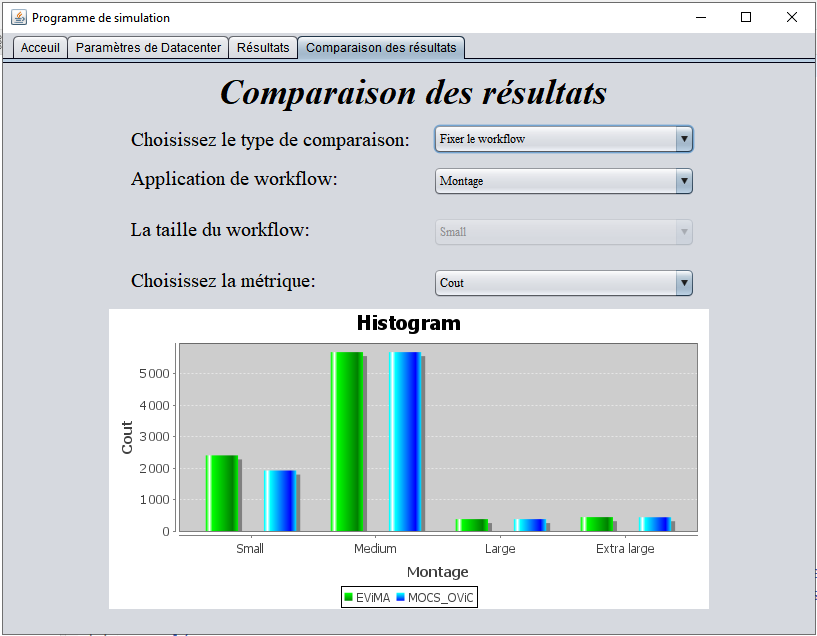 Programme de simulation
Acceuil Paramètres de Datacenter Résultats Comparaison des résultats
Comparaison des résultats
Choisissez le type de comparaison: Fixer le workflow
Application de workflow: Montage
La taille du workflow: Small
Choisissez la métrique: Cout
Histogram
5 000
4 000
3 000
2 000
1 000
0
Cout
Small Medium Large Extra large
Montage
EViMA MOCS_OViC